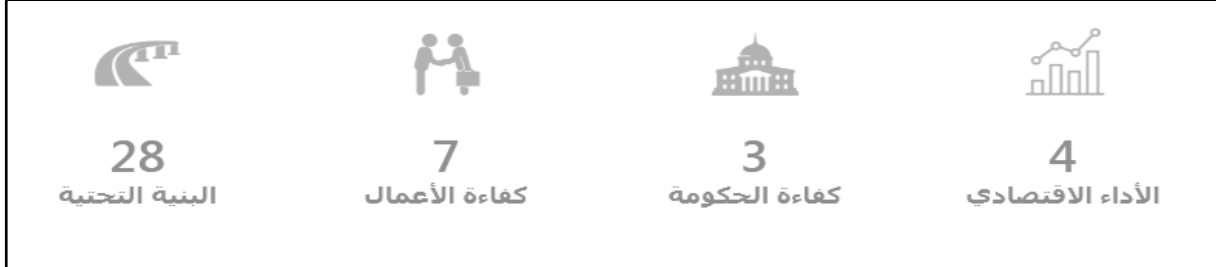 4
الأداء الاقتصادي
3
كفاءة الحكومة
7
كفاءة الأعمال
28
البنية التحتية